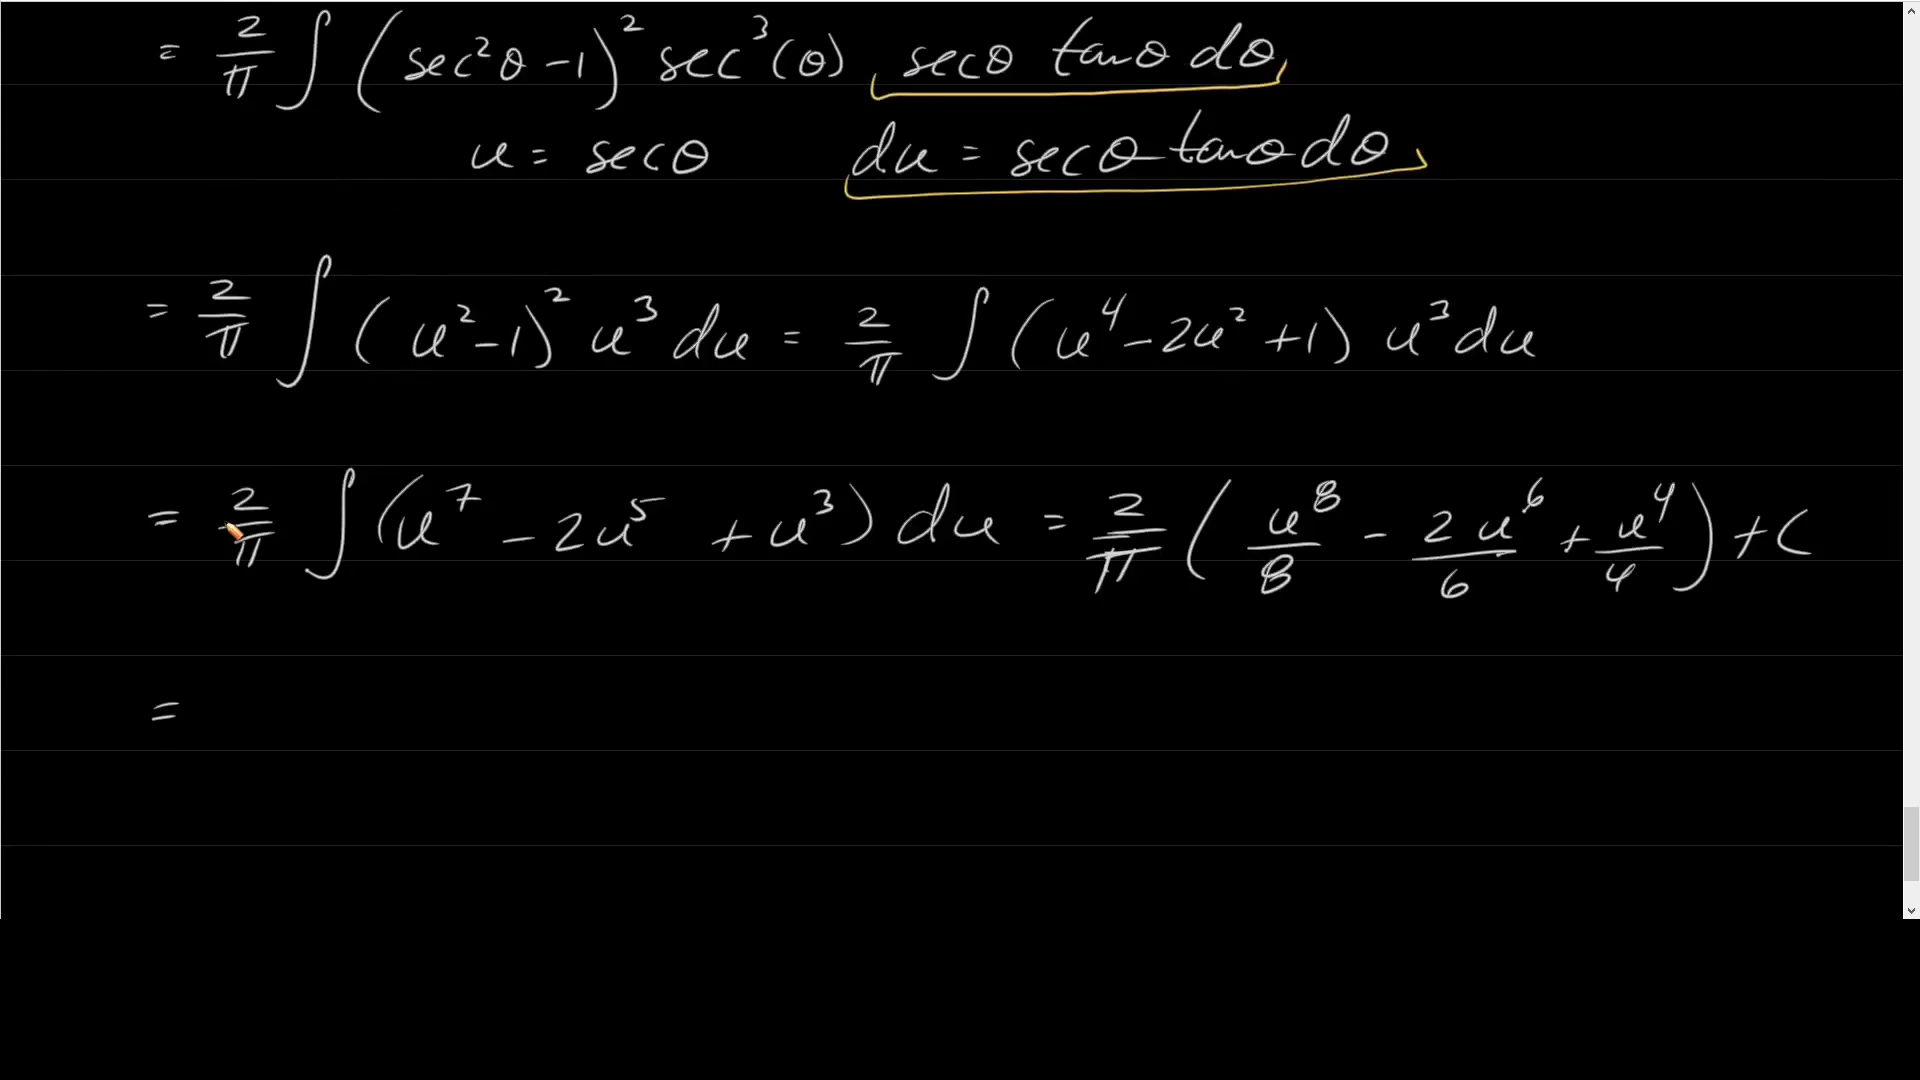 = 2/π ∫ (sec²θ - 1)² sec³(θ) secθ tanθ dθ
u = secθ du = secθ tanθ dθ
= 2/π ∫ (u² - 1)² u³ du = 2/π ∫ (u⁴ - 2u² + 1) u³ du
= 2/π ∫ (u⁷ - 2u⁵ + u³) du = 2/π (u⁸/8 - 2u⁶/6 + u⁴/4) + C
=